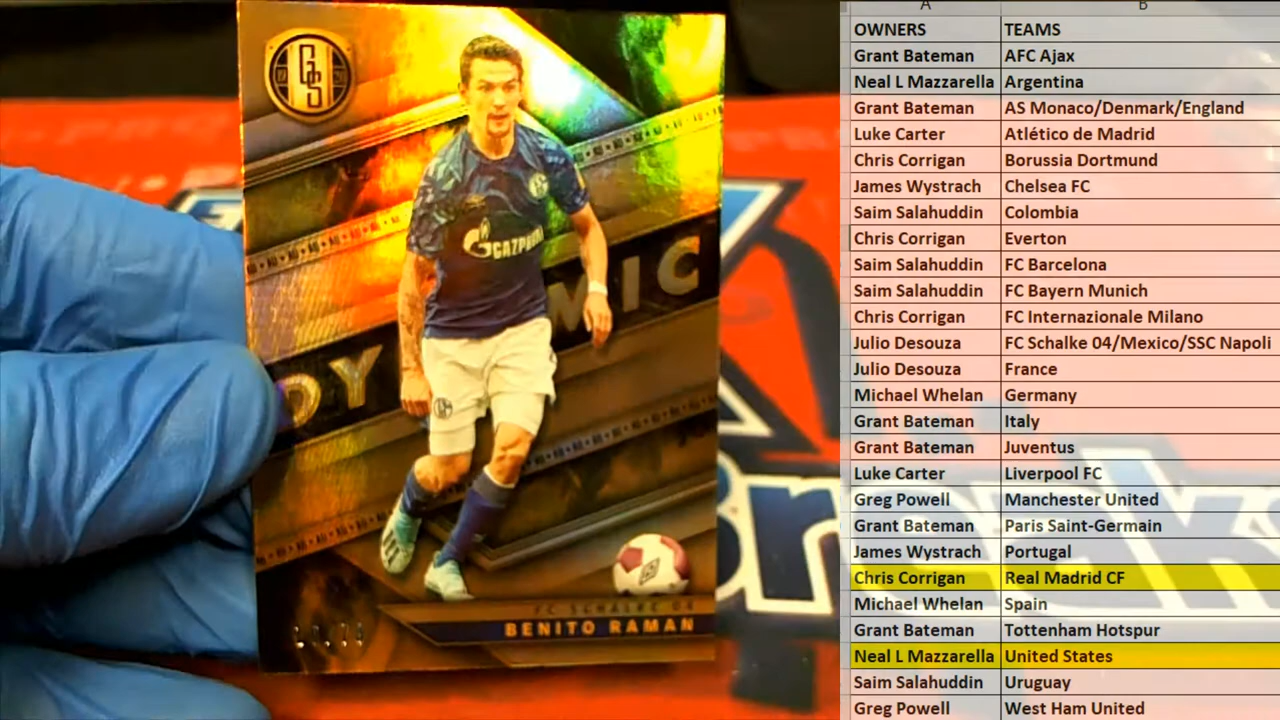 GS
GAZPROM
DY
MIC
FC SCHALKE 04
BENITO RAMAN
A B
OWNERS TEAMS
Grant Bateman AFC Ajax
Neal L Mazzarella Argentina
Grant Bateman AS Monaco/Denmark/England
Luke Carter Atlético de Madrid
Chris Corrigan Borussia Dortmund
James Wystrach Chelsea FC
Saim Salahuddin Colombia
Chris Corrigan Everton
Saim Salahuddin FC Barcelona
Saim Salahuddin FC Bayern Munich
Chris Corrigan FC Internazionale Milano
Julio Desouza FC Schalke 04/Mexico/SSC Napoli
Julio Desouza France
Michael Whelan Germany
Grant Bateman Italy
Grant Bateman Juventus
Luke Carter Liverpool FC
Greg Powell Manchester United
Grant Bateman Paris Saint-Germain
James Wystrach Portugal
Chris Corrigan Real Madrid CF
Michael Whelan Spain
Grant Bateman Tottenham Hotspur
Neal L Mazzarella United States
Saim Salahuddin Uruguay
Greg Powell West Ham United